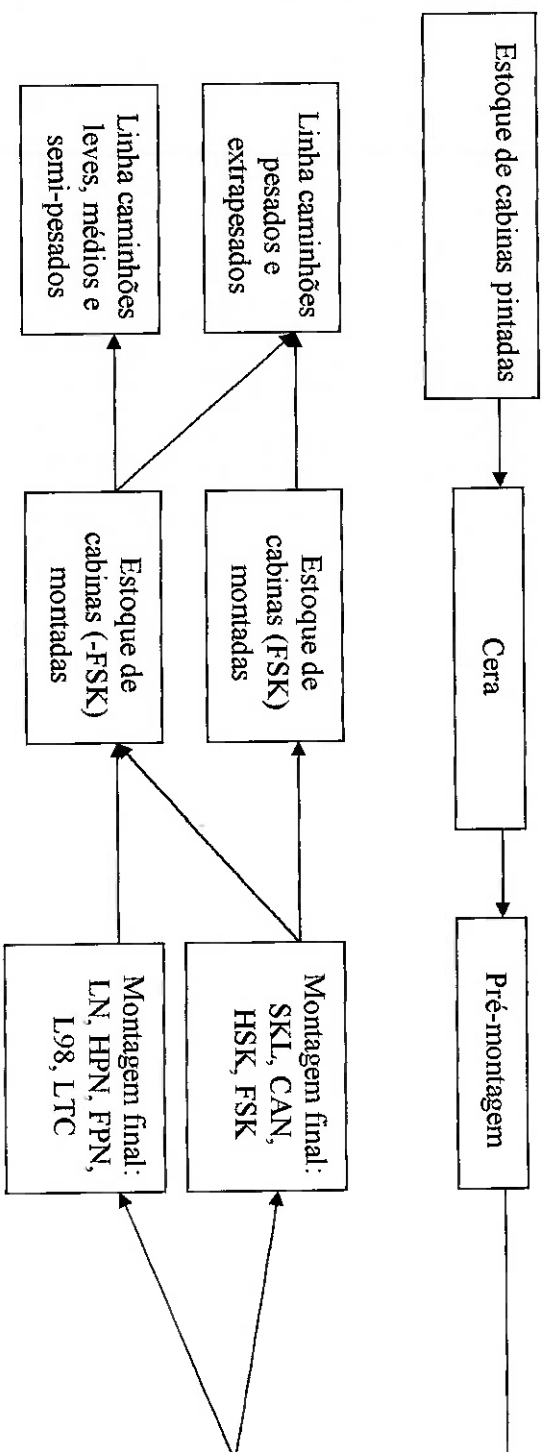 Estoque de cabinas pintadas
Cera
Pré-montagem
Linha caminhões
pesados e
extrapesados
Estoque de
cabinas (FSK)
montadas
Montagem final:
SKL, CAN,
HSK, FSK
Linha caminhões
leves, médios e
semi-pesados
Estoque de
cabinas (-FSK)
montadas
Montagem final:
LN, HPN, FPN,
L98, LTC